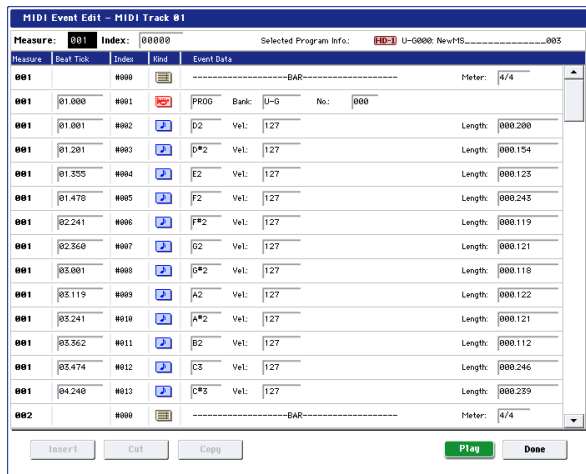 MIDI Event Edit - MIDI Track 01
Measure: 001 Index: 00000 Selected Program Info.: HD-1 U-G000: NewMS_______________003
Measure Beat Tick Index Kind Event Data
001 #000 --------------------BAR-------------------- Meter: 4/4
001 01.000 #001 PROG Bank: U-G No.: 000
001 01.001 #002 D2 Vel.: 127 Length: 000.200
001 01.201 #003 D#2 Vel.: 127 Length: 000.154
001 01.355 #004 E2 Vel.: 127 Length: 000.123
001 01.478 #005 F2 Vel.: 127 Length: 000.243
001 02.241 #006 F#2 Vel.: 127 Length: 000.119
001 02.360 #007 G2 Vel.: 127 Length: 000.121
001 03.001 #008 G#2 Vel.: 127 Length: 000.118
001 03.119 #009 A2 Vel.: 127 Length: 000.122
001 03.241 #010 A#2 Vel.: 127 Length: 000.121
001 03.362 #011 B2 Vel.: 127 Length: 000.112
001 03.474 #012 C3 Vel.: 127 Length: 000.246
001 04.240 #013 C#3 Vel.: 127 Length: 000.239
002 #000 --------------------BAR-------------------- Meter: 4/4
Insert Cut Copy Play Done